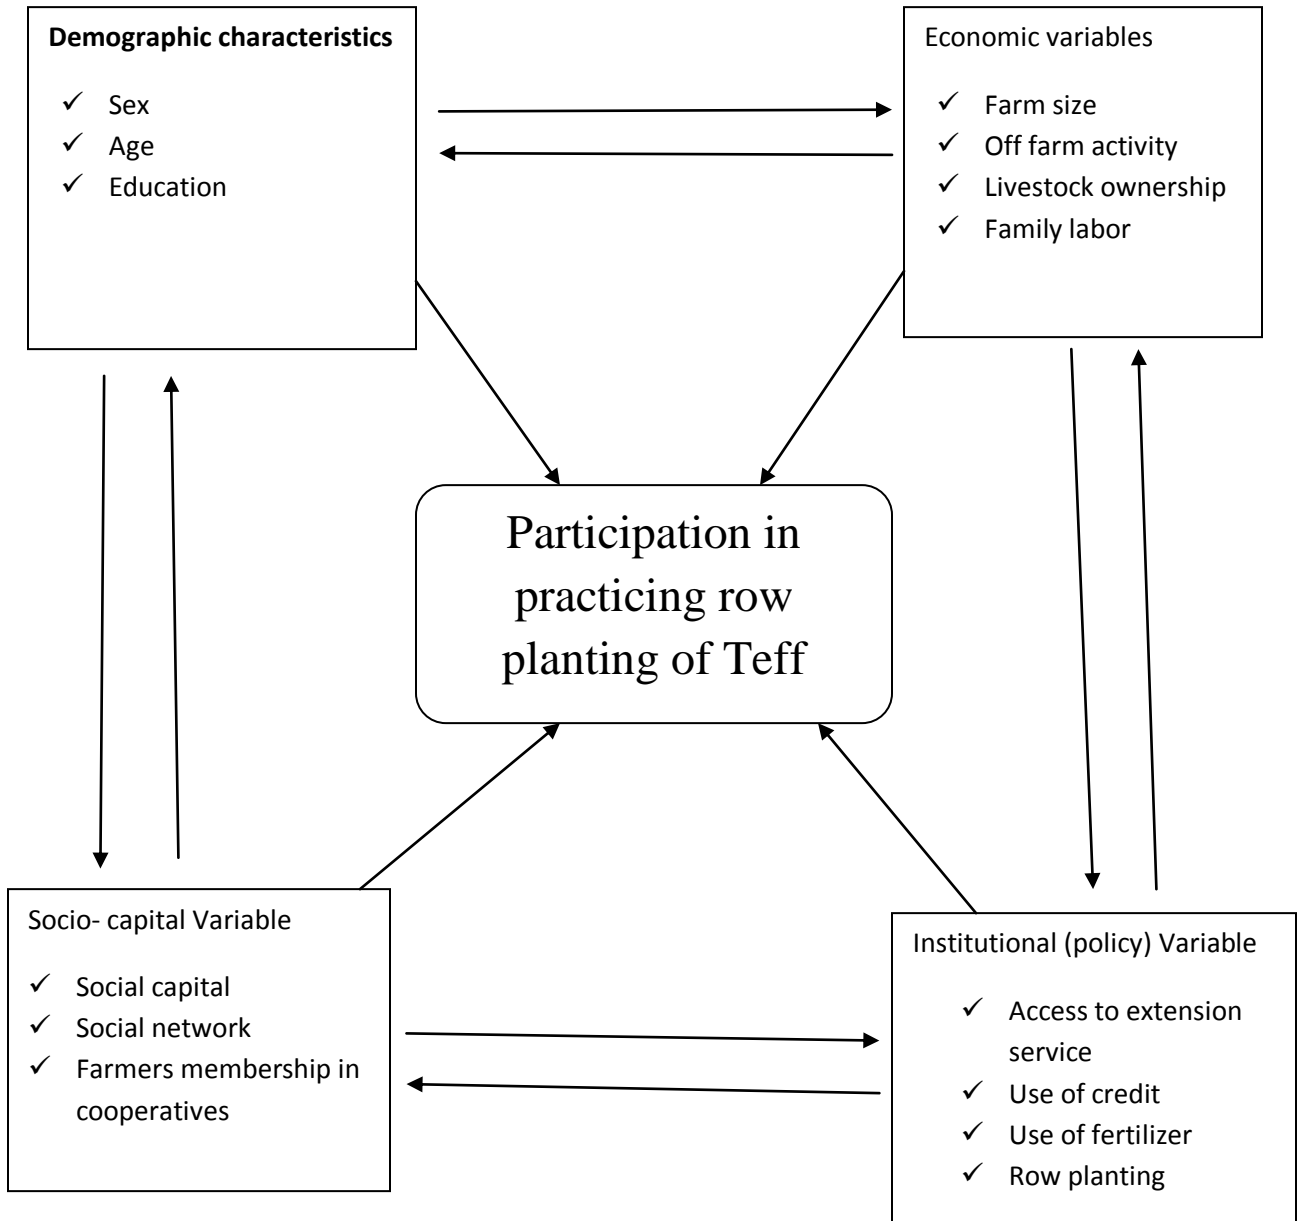 Demographic characteristics
✓ Sex
✓ Age
✓ Education
Economic variables
✓ Farm size
✓ Off farm activity
✓ Livestock ownership
✓ Family labor
Participation in
practicing row
planting of Teff
Socio- capital Variable
✓ Social capital
✓ Social network
✓ Farmers membership in
cooperatives
Institutional (policy) Variable
✓ Access to extension
service
✓ Use of credit
✓ Use of fertilizer
✓ Row planting